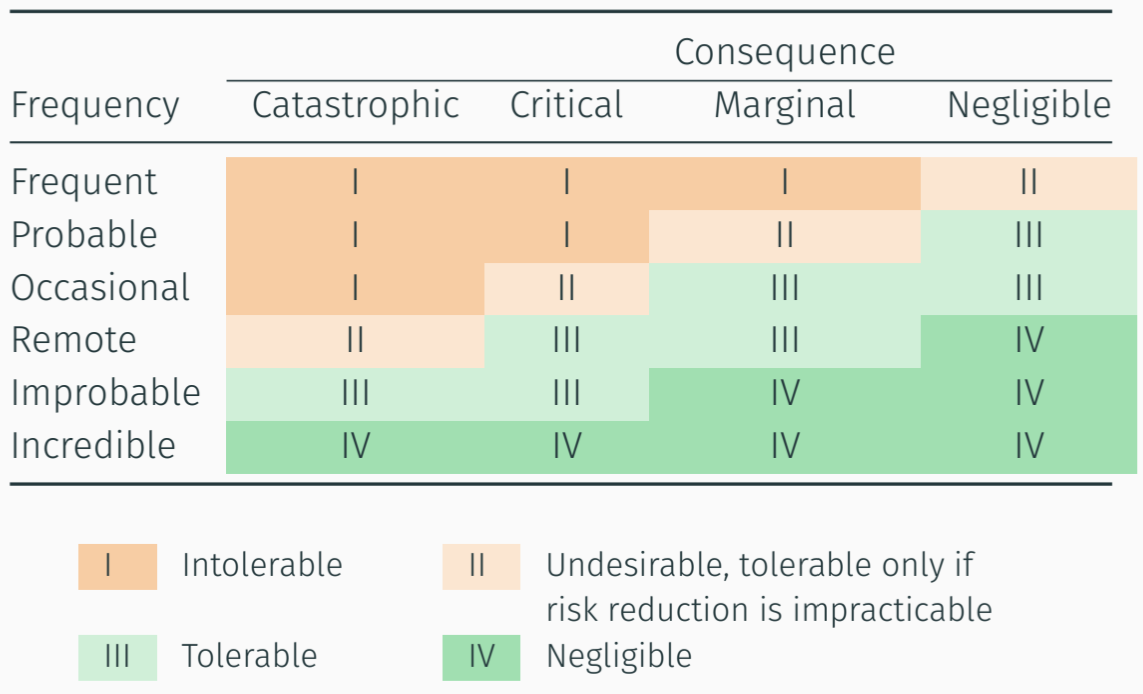 Consequence
Frequency Catastrophic Critical Marginal Negligible
Frequent I I I II
Probable I I II III
Occasional I II III III
Remote II III III IV
Improbable III III IV IV
Incredible IV IV IV IV
I Intolerable II Undesirable, tolerable only if
risk reduction is impracticable
III Tolerable IV Negligible